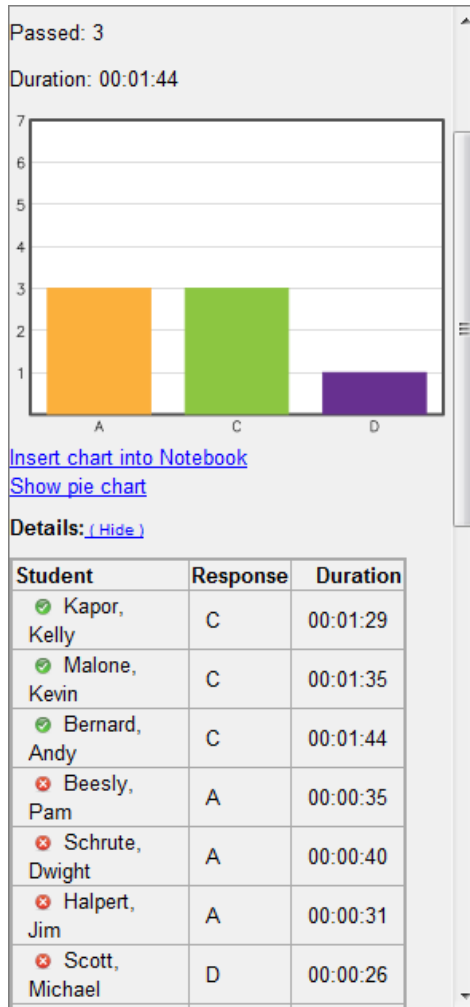 Passed: 3
Duration: 00:01:44
7
6
5
4
3
2
1
A C D
Insert chart into Notebook
Show pie chart
Details: ( Hide )
Student Response Duration
Kapor, Kelly C 00:01:29
Malone, Kevin C 00:01:35
Bernard, Andy C 00:01:44
Beesly, Pam A 00:00:35
Schrute, Dwight A 00:00:40
Halpert, Jim A 00:00:31
Scott, Michael D 00:00:26